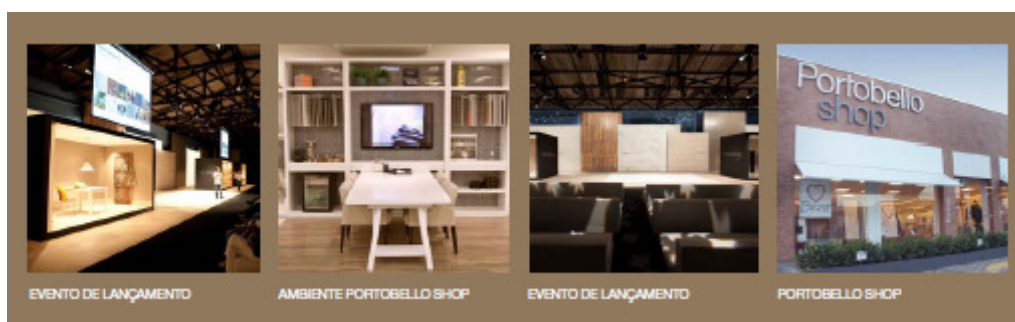 Portobello
shop
EVENTO DE LANÇAMENTO
AMBIENTE PORTOBELLO SHOP
EVENTO DE LANÇAMENTO
PORTOBELLO SHOP